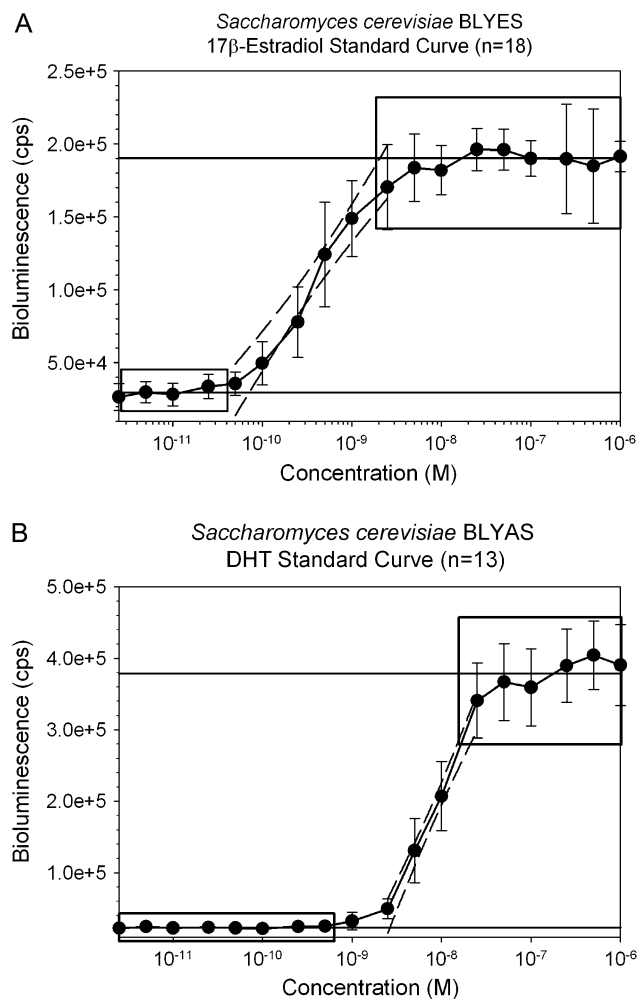 A
Saccharomyces cerevisiae BLYES
17β-Estradiol Standard Curve (n=18)
2.5e+5
2.0e+5
1.5e+5
1.0e+5
5.0e+4
Bioluminescence (cps)
10-11 10-10 10-9 10-8 10-7 10-6
Concentration (M)
B
Saccharomyces cerevisiae BLYAS
DHT Standard Curve (n=13)
5.0e+5
4.0e+5
3.0e+5
2.0e+5
1.0e+5
Bioluminescence (cps)
10-11 10-10 10-9 10-8 10-7 10-6
Concentration (M)